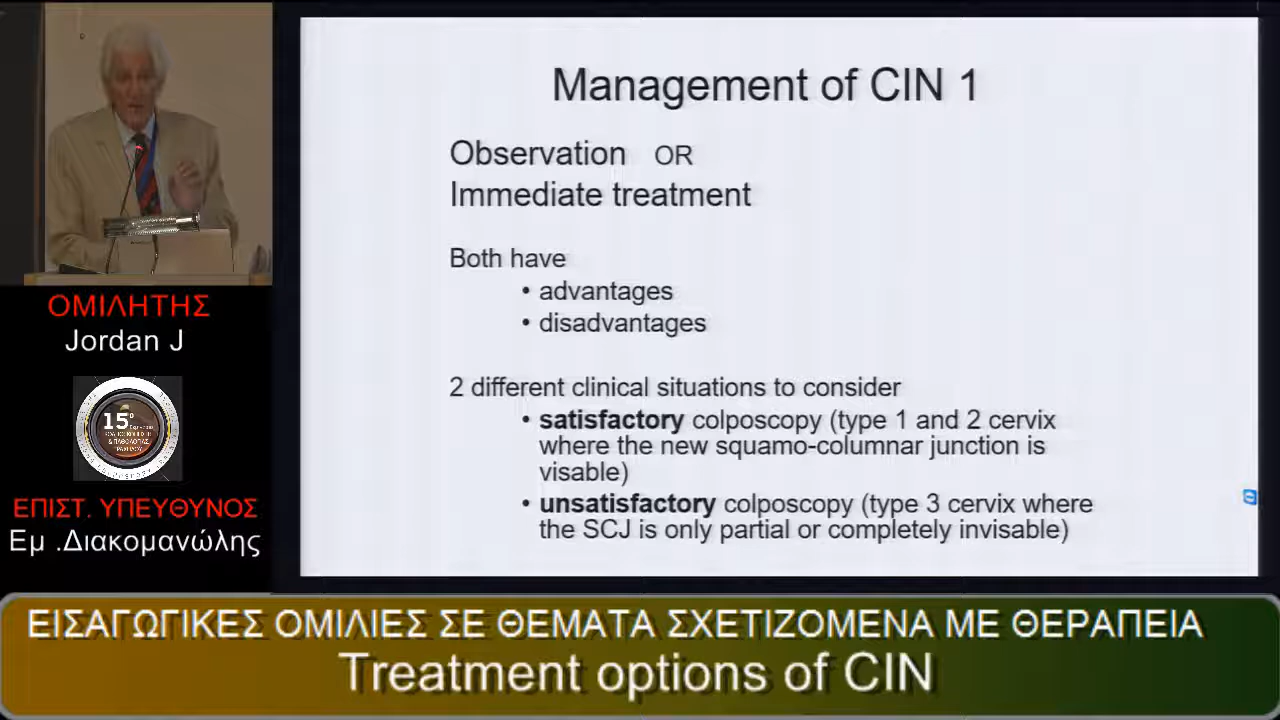 Management of CIN 1
Observation OR
Immediate treatment
Both have
• advantages
• disadvantages
2 different clinical situations to consider
• satisfactory colposcopy (type 1 and 2 cervix
where the new squamo-columnar junction is
visable)
• unsatisfactory colposcopy (type 3 cervix where
the SCJ is only partial or completely invisable)
ΟΜΙΛΗΤΗΣ
Jordan J
15ο
ΕΠΙΣΤ. ΥΠΕΥΘΥΝΟΣ
Εμ .Διακομανώλης
ΕΙΣΑΓΩΓΙΚΕΣ ΟΜΙΛΙΕΣ ΣΕ ΘΕΜΑΤΑ ΣΧΕΤΙΖΟΜΕΝΑ ΜΕ ΘΕΡΑΠΕΙΑ
Treatment options of CIN